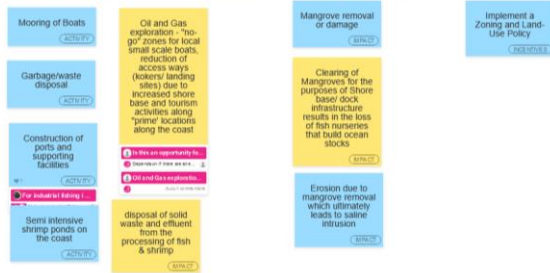 Mooring of Boats
ACTIVITY
Garbage/waste
disposal
ACTIVITY
Construction of
ports and
supporting
facilities
ACTIVITY
For industrial fishing i...
Semi intensive
shrimp ponds on
the coast
ACTIVITY
Oil and Gas
exploration - "no-
go" zones for local
small scale boats,
reduction of
access ways
(kokers/ landing
sites) due to
increased shore
base and tourism
activities along
'prime' locations
along the coast
Is this an opportunity fo...
Oil and Gas exploratio...
disposal of solid
waste and effluent
from the
processing of fish
& shrimp
IMPACT
Mangrove removal
or damage
IMPACT
Clearing of
Mangroves for the
purposes of Shore
base/ dock
infrastructure
results in the loss
of fish nurseries
that build ocean
stocks
IMPACT
Erosion due to
mangrove removal
which ultimately
leads to saline
intrusion
IMPACT
Implement a
Zoning and Land-
Use Policy
INCENTIVES